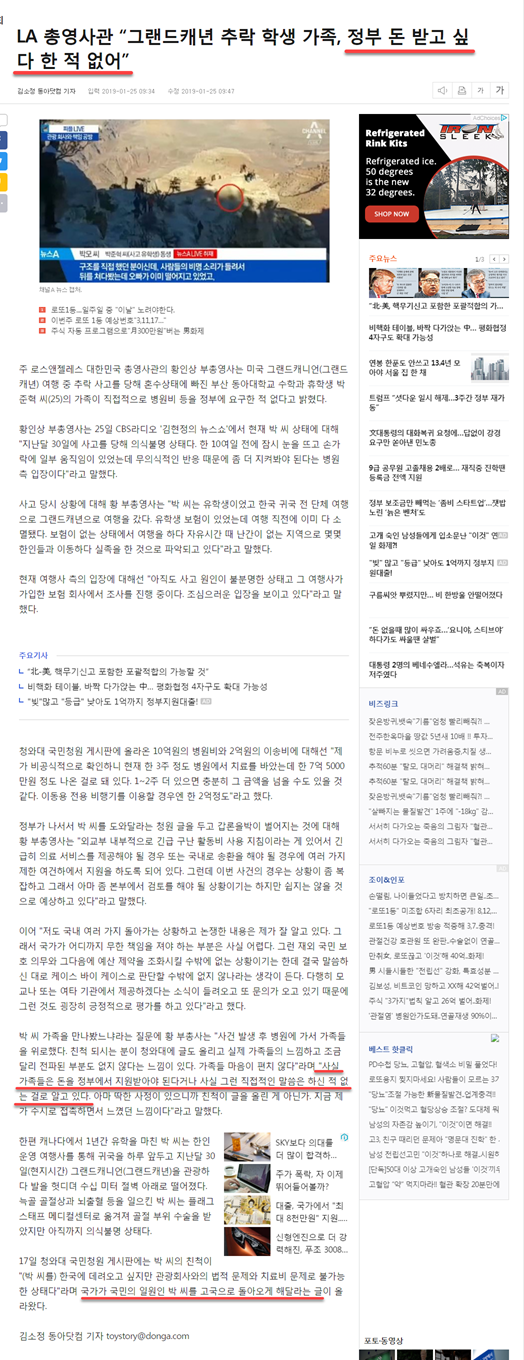 LA 총영사관 “그랜드캐년 추락 학생 가족, 정부 돈 받고 싶
다 한 적 없어”
김소정 동아닷컴 기자 입력 2019-01-25 09:34 수정 2019-01-25 09:47
가 가
피플LIVE
관광 회사와 책임 공방
CHANNEL A
뉴스A
박모씨 박준혁 씨(사고 유학생) 동생 뉴스A LIVE 취재
구조를 직접 했던 분이신데, 사람들의 비명 소리가 들려서
뒤를 쳐다봤는데 오빠가 이미 떨어지고 있었고,
채널A 뉴스 캡처.
로또1등...일주일 중 "이날" 노려야한다.
이번주 로또 1등 예상번호"3,11,17..."
주식 자동 프로그램으로"月300만원"버는 男화제
주 로스앤젤레스 대한민국 총영사관의 황인상 부총영사는 미국 그랜드캐니언(그랜드
캐년) 여행 중 추락 사고를 당해 혼수상태에 빠진 부산 동아대학교 수학과 휴학생 박
준혁 씨(25)의 가족이 직접적으로 병원비 등을 정부에 요구한 적 없다고 밝혔다.
황인상 부총영사는 25일 CBS라디오 '김현정의 뉴스쇼'에서 현재 박 씨 상태에 대해
"지난달 30일에 사고를 당해 의식불명 상태다. 한 10여일 전에 잠시 눈을 뜨고 손가
락에 일부 움직임이 있었는데 무의식적인 반응 때문에 좀 더 지켜봐야 된다는 병원
측 입장이다"라고 말했다.
사고 당시 상황에 대해 황 부총영사는 "박 씨는 유학생이었고 한국 귀국 전 단체 여행
으로 그랜드캐년으로 여행을 갔다. 유학생 보험이 있었는데 여행 직전에 이미 다 소
멸됐다. 보험이 없는 상태에서 여행을 하다 자유시간 때 난간이 없는 지역으로 몇몇
한인들과 이동하다 실족을 한 것으로 파악되고 있다"라고 말했다.
현재 여행사 측의 입장에 대해선 "아직도 사고 원인이 불분명한 상태고 그 여행사가
가입한 보험 회사에서 조사를 진행 중이다. 조심스러운 입장을 보이고 있다"라고 말
했다.
주요기사
"北-美, 핵무기신고 포함한 포괄적합의 가능할 것"
비핵화 테이블, 바짝 다가앉는 中... 평화협정 4자구도 확대 가능성
"빚"많고 "등급" 낮아도 1억까지 정부지원대출! AD
청와대 국민청원 게시판에 올라온 10억원의 병원비와 2억원의 이송비에 대해선 "제
가 비공식적으로 확인하니 현재 한 3주 정도 병원에서 치료를 바았는데 한 7억 5000
만원 정도 나온 걸로 돼 있다. 1~2주 더 있으면 충분히 그 금액을 넘을 수도 있을 것
같다. 이동용 전용 비행기를 이용할 경우엔 한 2억정도"라고 했다.
정부가 나서서 박 씨를 도와달라는 청원 글을 두고 갑론을박이 벌어지는 것에 대해
황 부총영사는 "외교부 내부적으로 긴급 구난 활동비 사용 지침이라는 게 있어서 긴
급히 의료 서비스를 제공해야 될 경우 또는 국내로 송환을 해야 될 경우에 여러 가지
제한 여건하에서 지원을 하도록 되어 있다. 그런데 이번 사건의 경우는 상황이 좀 복
잡하고 그래서 아마 좀 본부에서 검토를 해야 될 상황이기는 하지만 쉽지는 않을 것
으로 예상하고 있다"라고 말했다.
이어 "저도 국내 여러 가지 돌아가는 상황하고 논쟁한 내용은 제가 잘 알고 있다. 그
래서 국가가 어디까지 무한 책임을 져야 하는 부분은 사실 어렵다. 그런 재외 국민 보
호 의무와 그다음에 예산 제약을 조화시킬 수밖에 없는 상황이기는 한데 결국 말씀하
신 대로 케이스 바이 케이스로 판단할 수밖에 없지 않나라는 생각이 든다. 다행히 모
교나 또는 여타 기관에서 제공하겠다는 소식이 들려오고 또 문의가 오고 있기 때문에
그런 것도 굉장히 긍정적으로 평가를 하고 있다"라고 했다.
박 씨 가족을 만나봤느냐라는 질문에 황 부총사는 "사건 발생 후 병원에 가서 가족들
을 위로했다. 친척 되시는 분이 청와대에 글도 올리고 실제 가족들의 느낌하고 조금
달리 전파된 부분도 없지 않다는 느낌이 있다. 가족들 마음이 편치 않다"라며 "사실
가족들은 돈을 정부에서 지원받아야 된다거나 사실 그런 직접적인 말씀은 하신 적 없
는 걸로 알고 있다. 아마 딱한 사정이 있으니까 친척이 글을 올린 게 아닌가. 지금 제
가 수시로 접촉하면서 느꼈던 느낌이다"라고 말했다.
한편 캐나다에서 1년간 유학을 마친 박 씨는 한인
운영 여행사를 통해 귀국을 하루 앞두고 지난달 30
일(현지시간) 그랜드캐니언(그랜드캐년)을 관광하
다 발을 헛디뎌 수십 미터 절벽 아래로 떨어졌다.
늑골 골절상과 뇌출혈 등을 일으킨 박 씨는 플래그
스태프 메디컬센터로 옮겨져 골절 부위 수술을 받
았지만 아직까지 의식불명 상태다.
SKY보다 의대를
더 많이 합격하...
주가 폭락, 자 이제
뛰어들어볼까?
대출, 국가에서 "최
대 8천만원" 지원....
신형엔진으로 더 강
력해진, 푸조 3008...
17일 청와대 국민청원 게시판에는 박 씨의 친척이
"(박 씨를) 한국에 데려오고 싶지만 관광회사와의 법적 문제와 치료비 문제로 불가능
한 상태다"라며 국가가 국민의 일원인 박 씨를 고국으로 돌아오게 해달라는 글이 올
라왔다.
김소정 동아닷컴 기자 toystory@donga.com
AdChoices
Refrigerated
Rink Kits
IRON
SLEEK
Refrigerated ice.
50 degrees
is the new
32 degrees.
SHOP NOW
주요뉴스 1/3
"北-美, 핵무기신고 포함한 포괄적합의 가...
비핵화 테이블, 바짝 다가앉는 中... 평화협정
4자구도 확대 가능성
연봉 한푼도 안쓰고 13.4년 모
아야 서울 집 한 채
트럼프 "셧다운 일시 해제...3주간 정부 재가
동"
文대통령의 대화복귀 요청에...답없이 강경
요구만 쏟아낸 민노총
9급 공무원 고졸채용 2배로... 재직중 진학땐
등록금 전액 지원
정부 보조금만 빼먹는 '좀비 스타트업'...잿밥
노린 '늙은 벤처'도
고개 숙인 남성들에게 입소문난 "이것" 연
일 화제?! AD
"빚" 많고 "등급" 낮아도 1억까지 정부지
원대출! AD
구름씨앗 뿌렸지만... 비 한방울 안떨어졌다
"돈 없을때 많이 싸우죠...'요니야, 스티브야'
하다가도 싸울땐 살벌"
대통령 2명의 베네수엘라...석유는 축복이자
저주였다
AD
비즈링크
잦은방귀,뱃속"기름"엄청 빨리빼줘?! ...
전주한옥마을 땅값 5년새 10배 !! 투자...
항문 비누로 씻으면 가려움증,치질 생...
추적60분 "탈모, 대머리" 해결책 밝혀...
추적60분 "탈모, 대머리" 해결책 밝혀...
잦은방귀,뱃속"기름"엄청 빨리빼줘?! ...
"살빠지는 물질발견" 1주에 "-18kg" 감...
서서히 다가오는 죽음의 그림자 "혈관...
서서히 다가오는 죽음의 그림자 "혈관...
AD
조이&인포
손떨림, 나이들었다고 방치하면 큰일..조...
"로또1등" 미조합 6자리 최초공개! 8,12,...
로또1등 예상번호 방송 적중해 3,7,충격!
관절건강 호관원 또 완판..수술없이 연골...
만취女, 로또끊고 '이것'해 40억..화제!
男 시들시들한 "전립선" 강화, 특효성분 ...
김보성, 비트코인 망하고 XX해 42억벌어..!
주식 "3가지"법칙 알고 26억 벌어..화제!
'관절염' 병원안가도돼..연골재생 90%이...
베스트 핫클릭
PD수첩 당뇨, 고혈압, 혈색소 비밀 풀었다!
로또용지 찢지마세요! 사람들이 모르는 3.7
"당뇨"조절 가능한 新물질발견..업계경격!!
"당뇨" 이것먹고 혈당상승 조절? 도대체 뭐
남성의 자존감 높이기, "이것"이면 해결!!
고3, 친구 때리던 문제아 "명문대 진학" 한 .
남성 전립선고민 "이것"하나로 해결.시원하
[단독]50대 이상 고개숙인 남성들 '이것'끼우
고혈압 "약" 먹지마라!! 혈관 확장 20분만에
포토·동영상